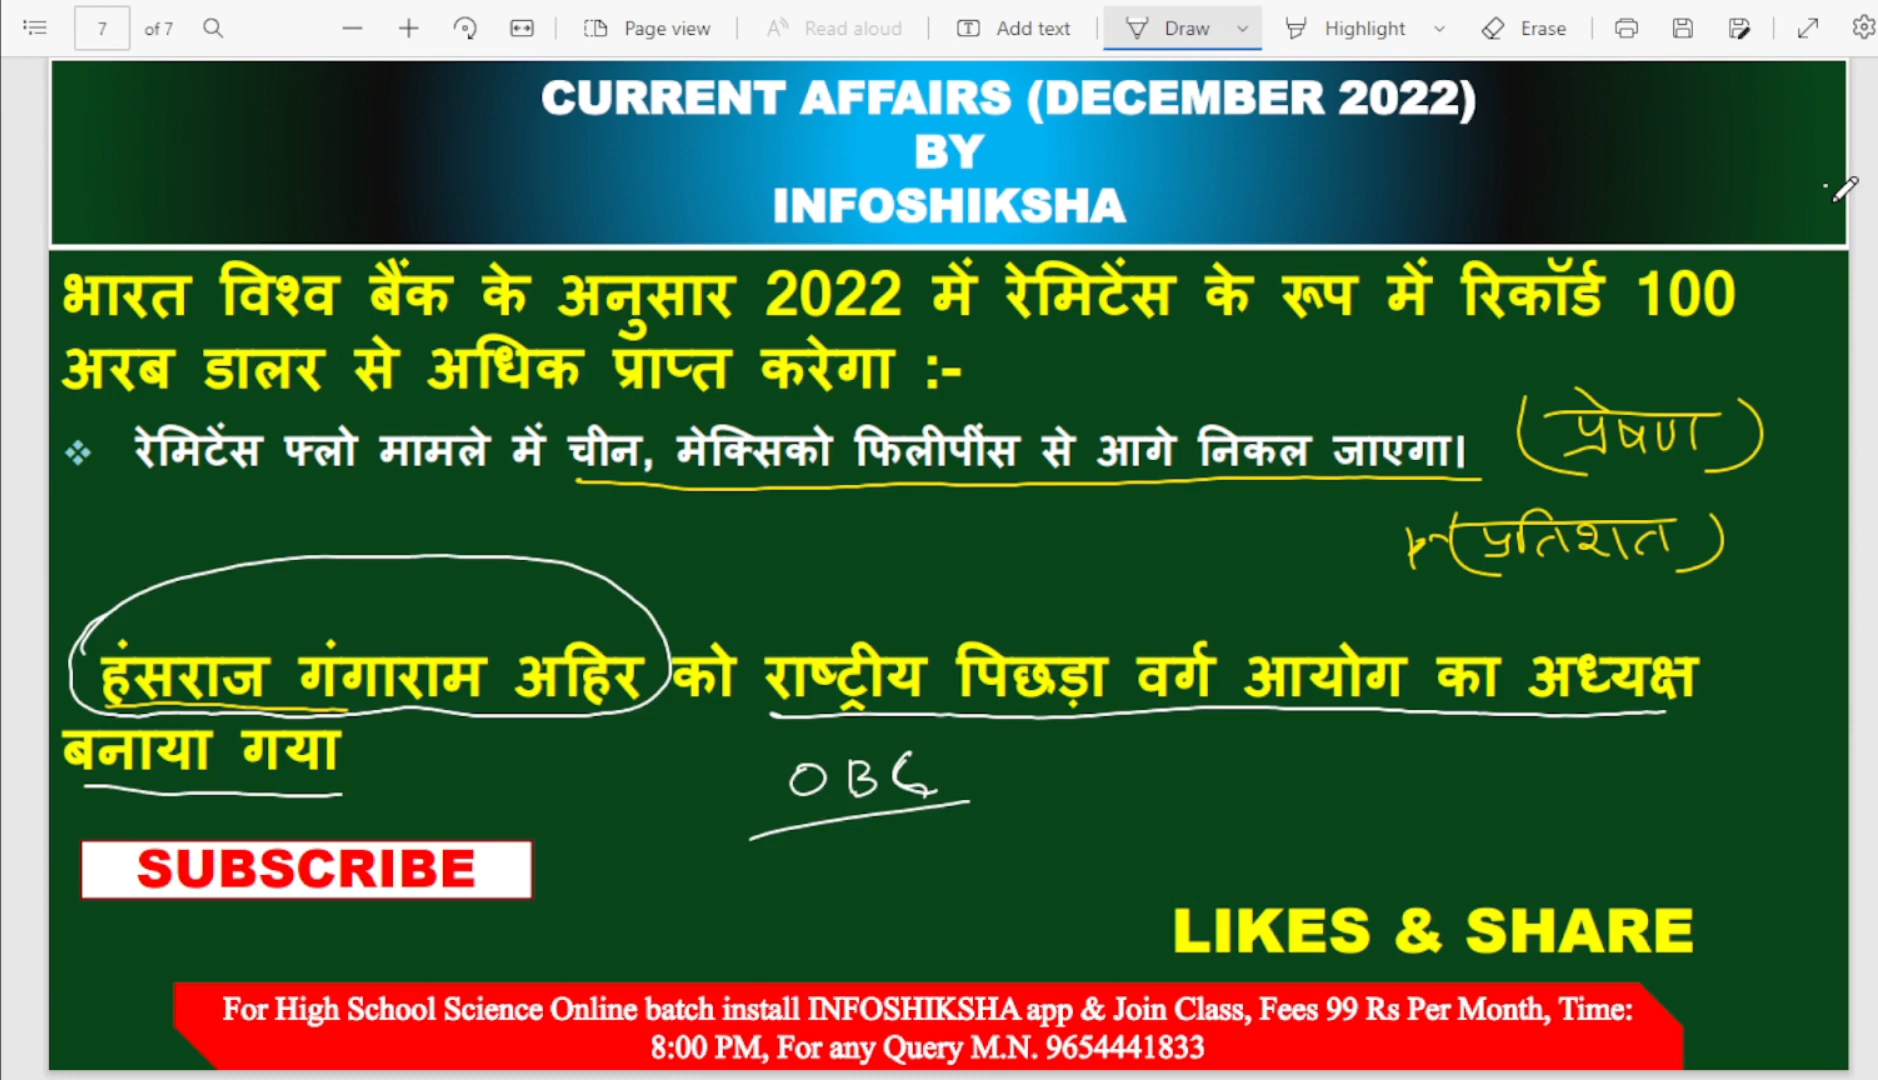 7 of 7 Page view Read aloud Add text Draw Highlight Erase
CURRENT AFFAIRS (DECEMBER 2022)
BY
INFOSHIKSHA
भारत विश्व बैंक के अनुसार 2022 में रेमिटेंस के रूप में रिकॉर्ड 100
अरब डालर से अधिक प्राप्त करेगा :-
रेमिटेंस फ्लो मामले में चीन, मेक्सिको फिलीपींस से आगे निकल जाएगा।
(प्रेषण)
(प्रतिशत)
हंसराज गंगाराम अहिर को राष्ट्रीय पिछड़ा वर्ग आयोग का अध्यक्ष
बनाया गया
OBC
SUBSCRIBE
LIKES & SHARE
For High School Science Online batch install INFOSHIKSHA app & Join Class, Fees 99 Rs Per Month, Time:
8:00 PM, For any Query M.N. 9654441833